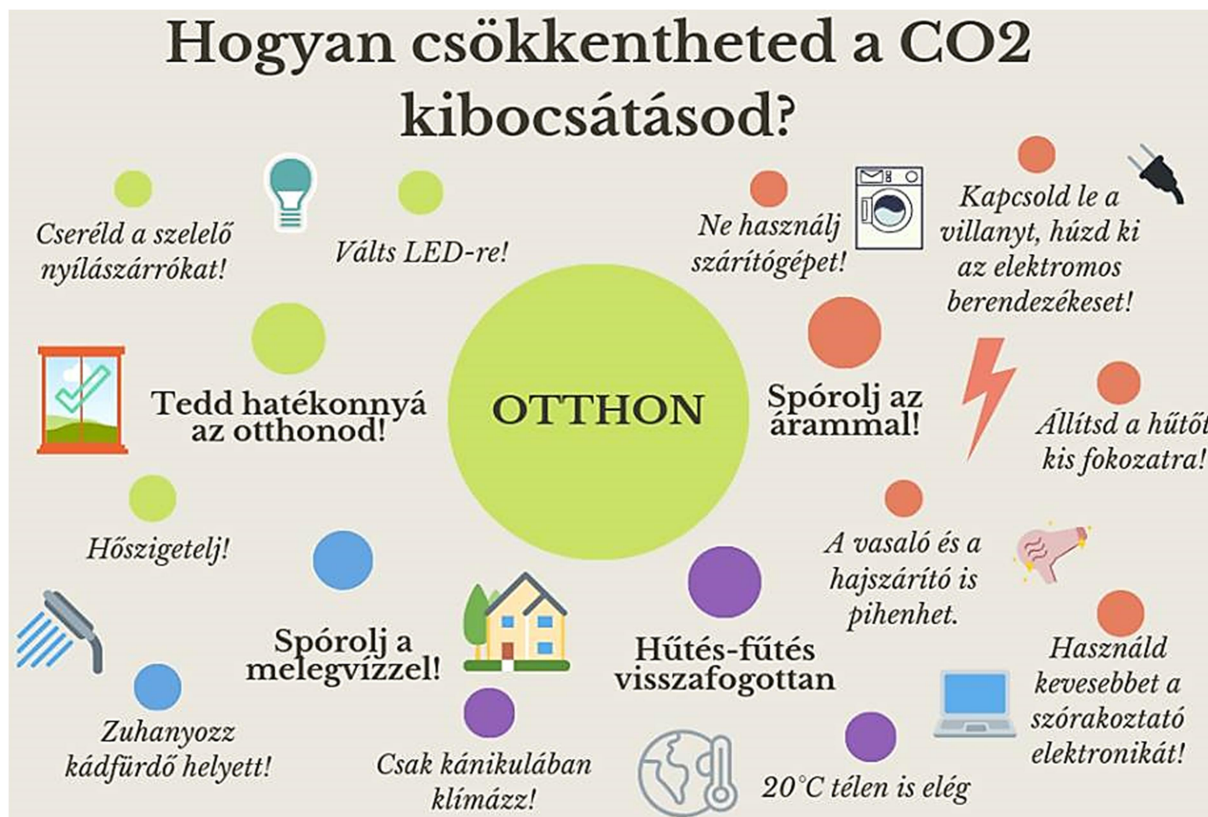 Hogyan csökkentheted a CO2
kibocsátásod?
Cseréld a szelelő
nyílászárrókat!
Válts LED-re!
Ne használj
szárítógépet!
Kapcsold le a
villanyt, húzd ki
az elektromos
berendezékeset!
Tedd hatékonnyá
az otthonod!
OTTHON
Spórolj az
árammal!
Állítsd a hűtőt
kis fokozatra!
Hőszigetelj!
A vasaló és a
hajszárító is
pihenhet.
Spórolj a
melegvízzel!
Hűtés-fűtés
visszafogottan
Használd
kevesebbet a
szórakoztató
elektronikát!
Zuhanyozz
kádfürdő helyett!
Csak kánikulában
klímázz!
20°C télen is elég